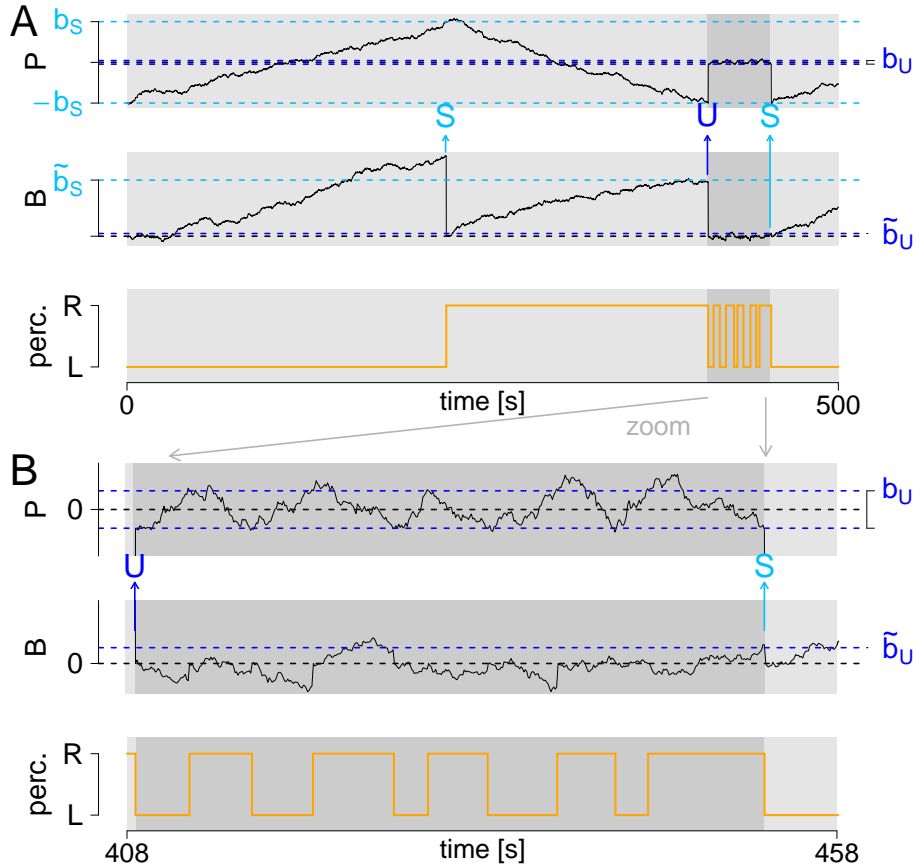 A
b_S
P
b_U
−b_S
S
U
S
b̃_S
B
b̃_U
R
perc.
L
0
time [s]
500
zoom
B
P
0
b_U
U
S
B
0
b̃_U
R
perc.
L
408
time [s]
458